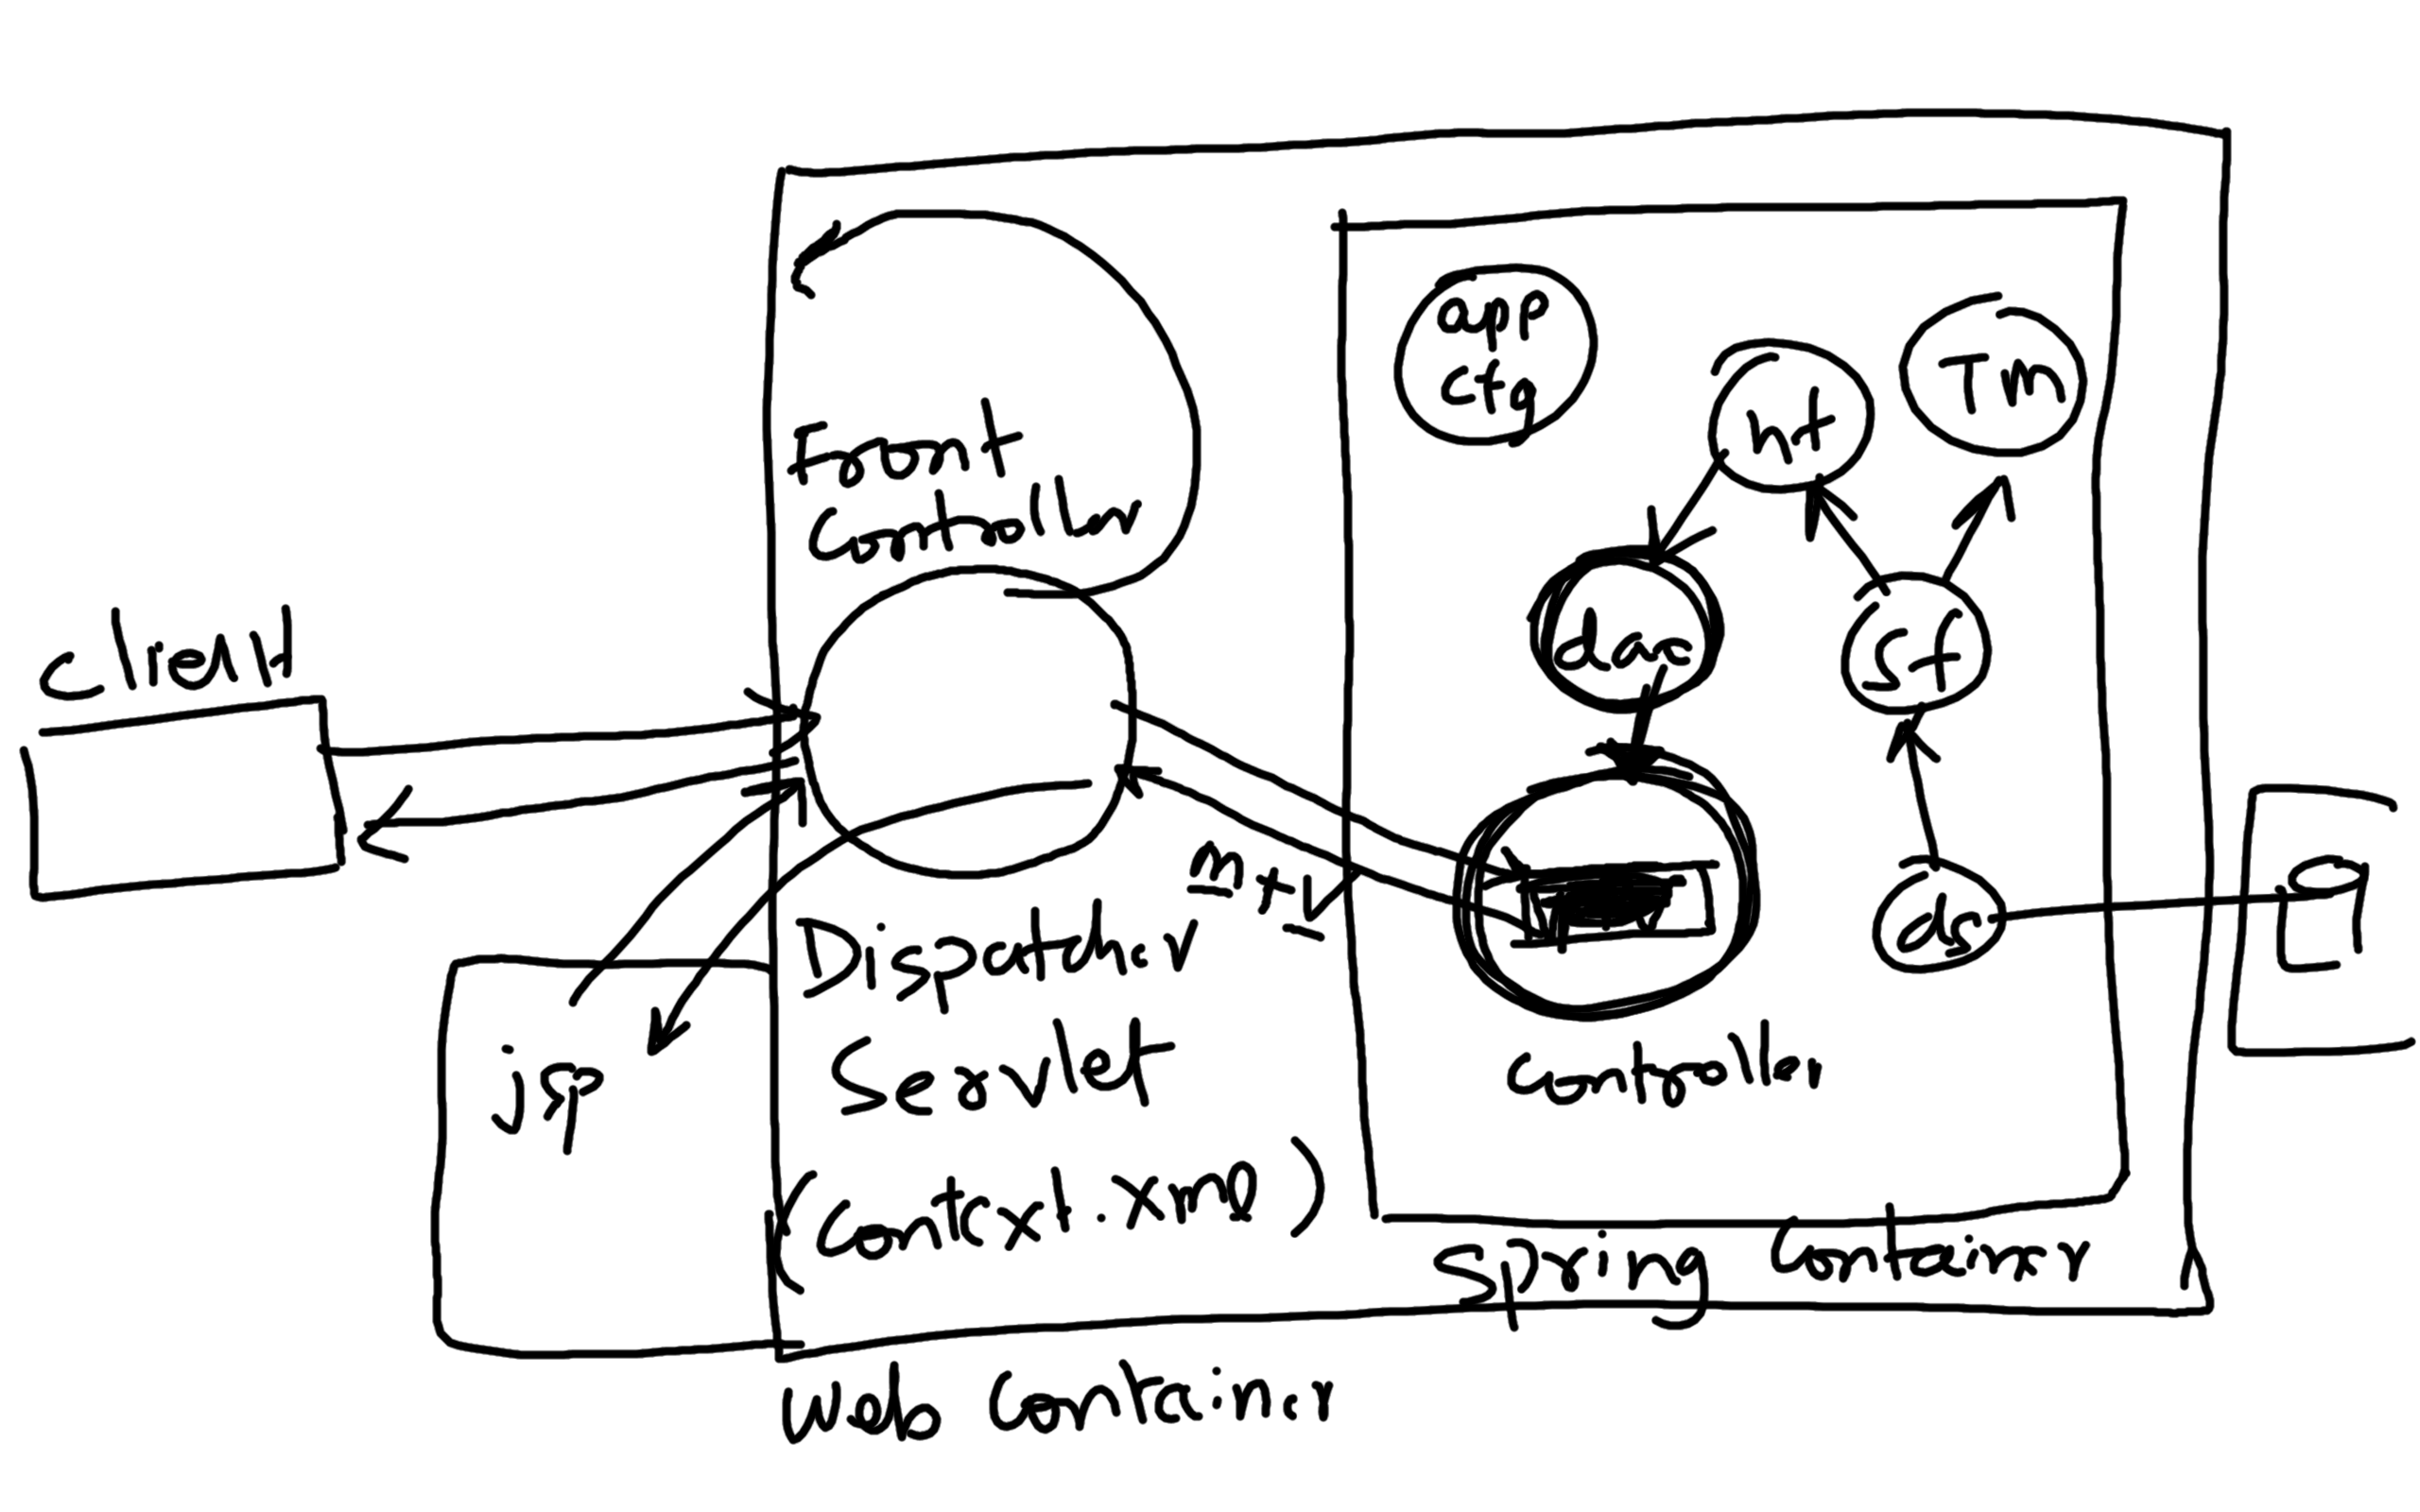 client
Front
Controller
Dispatcher
Servlet
(Context.xml)
jsp
m + V
app
cfg
ht
Tm
dao
Sf
ds
Controller
Spring Container
Web Container